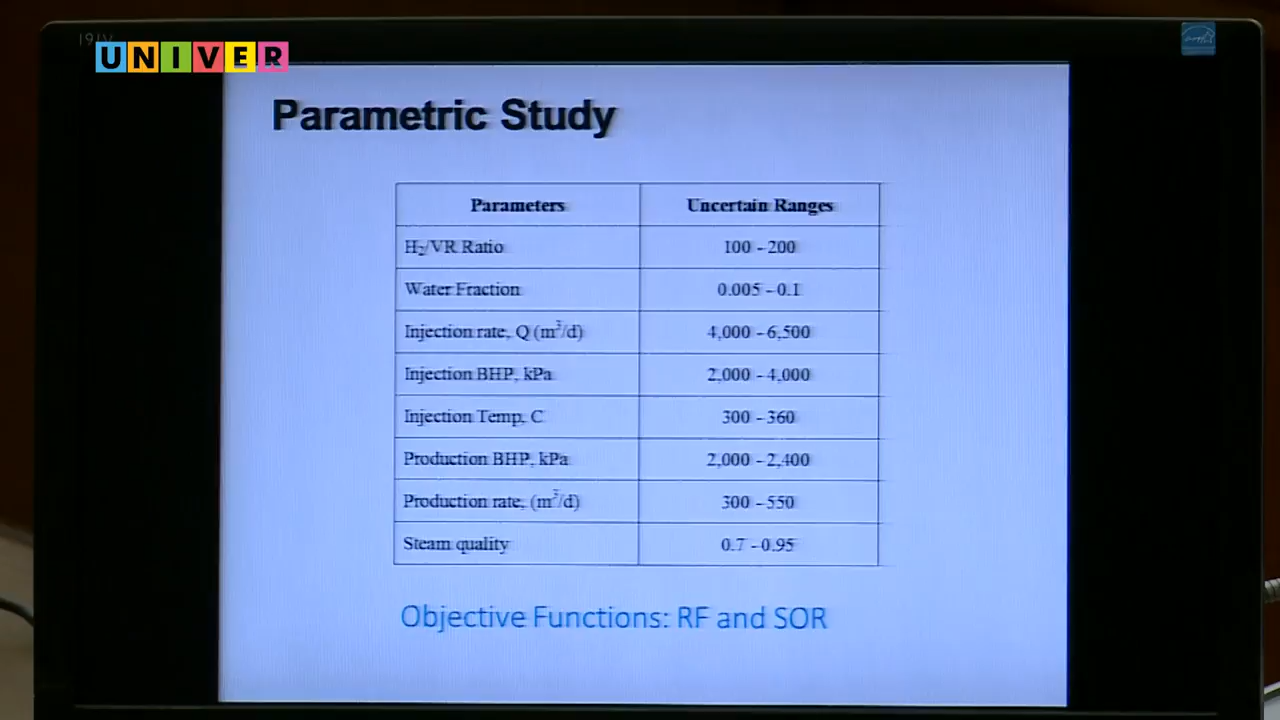 UNIVER
Parametric Study
Parameters Uncertain Ranges
H₂/VR Ratio 100 - 200
Water Fraction 0.005 - 0.1
Injection rate, Q (m³/d) 4,000 - 6,500
Injection BHP, kPa 2,000 - 4,000
Injection Temp, C 300 - 360
Production BHP, kPa 2,000 - 2,400
Production rate, (m³/d) 300 - 550
Steam quality 0.7 - 0.95
Objective Functions: RF and SOR